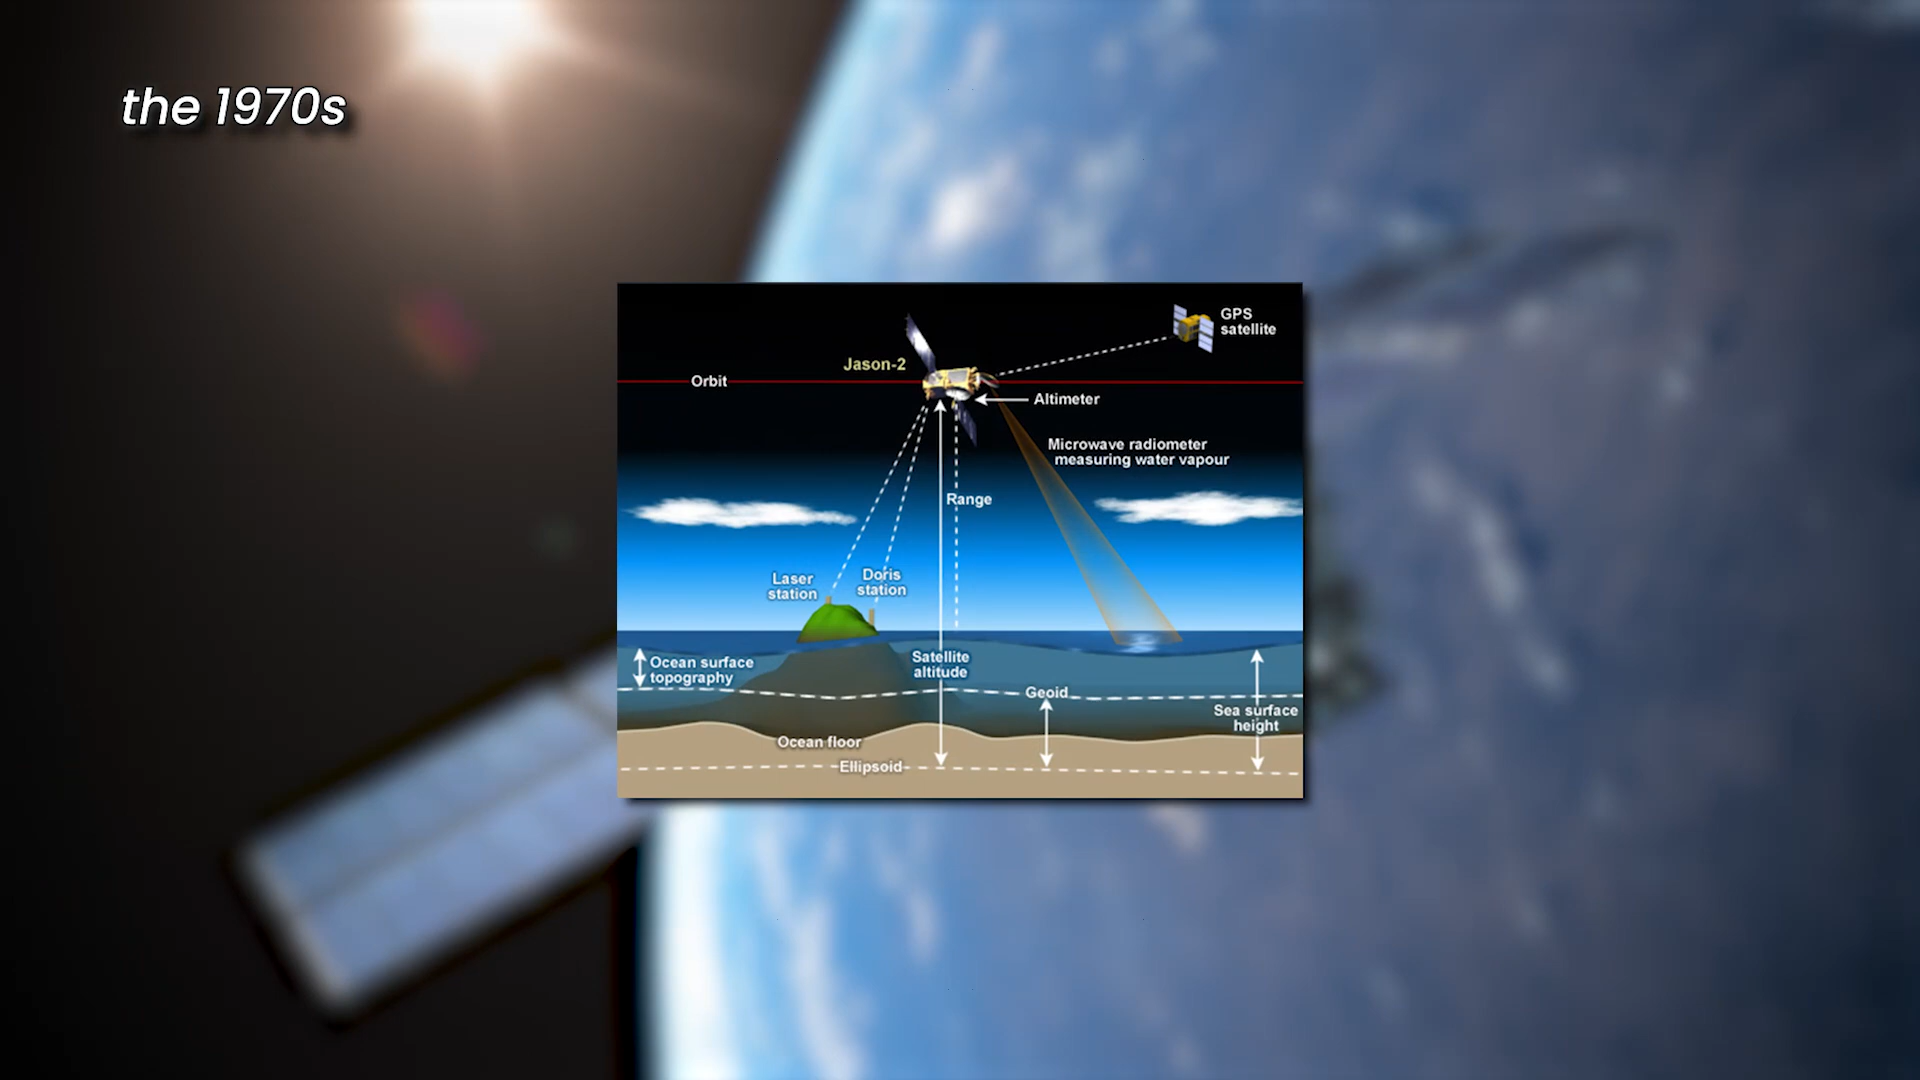 the 1970s
GPS
satellite
Jason-2
Orbit
Altimeter
Microwave radiometer
measuring water vapour
Range
Laser
station
Doris
station
Ocean surface
topography
Satellite
altitude
Geoid
Sea surface
height
Ocean floor
Ellipsoid